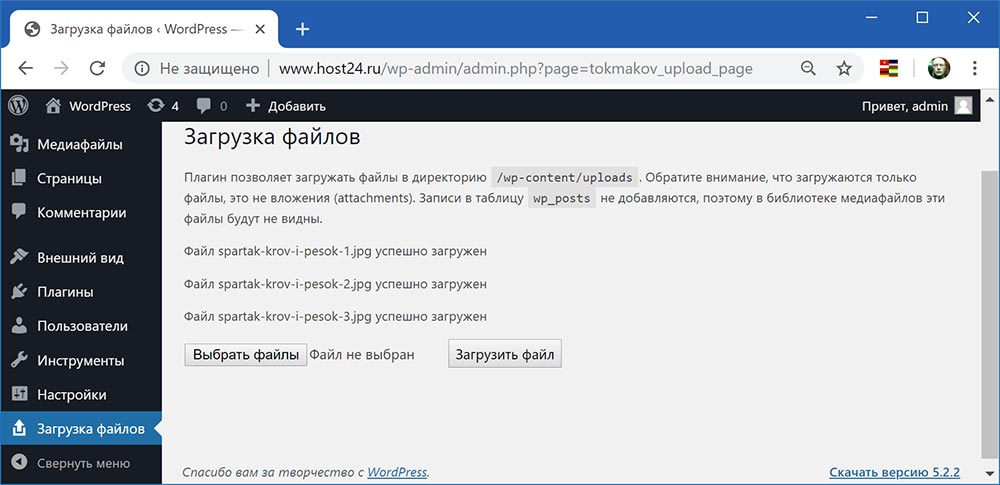 Загрузка файлов ‹ WordPress —
Не защищено | www.host24.ru/wp-admin/admin.php?page=tokmakov_upload_page
WordPress 4 0 Добавить Привет, admin
Медиафайлы
Страницы
Комментарии
Внешний вид
Плагины
Пользователи
Инструменты
Настройки
Загрузка файлов
Свернуть меню
Загрузка файлов
Плагин позволяет загружать файлы в директорию /wp-content/uploads. Обратите внимание, что загружаются только
файлы, это не вложения (attachments). Записи в таблицу wp_posts не добавляются, поэтому в библиотеке медиафайлов эти
файлы будут не видны.
Файл spartak-krov-i-pesok-1.jpg успешно загружен
Файл spartak-krov-i-pesok-2.jpg успешно загружен
Файл spartak-krov-i-pesok-3.jpg успешно загружен
Выбрать файлы Файл не выбран Загрузить файл
Спасибо вам за творчество с WordPress. Скачать версию 5.2.2